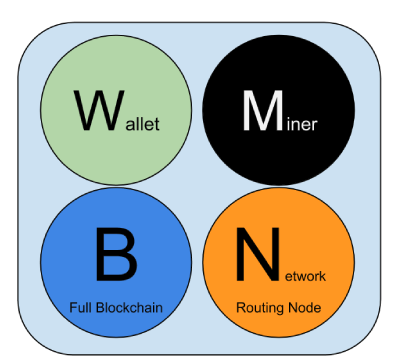 Wallet
Miner
B
Full Blockchain
Network
Routing Node